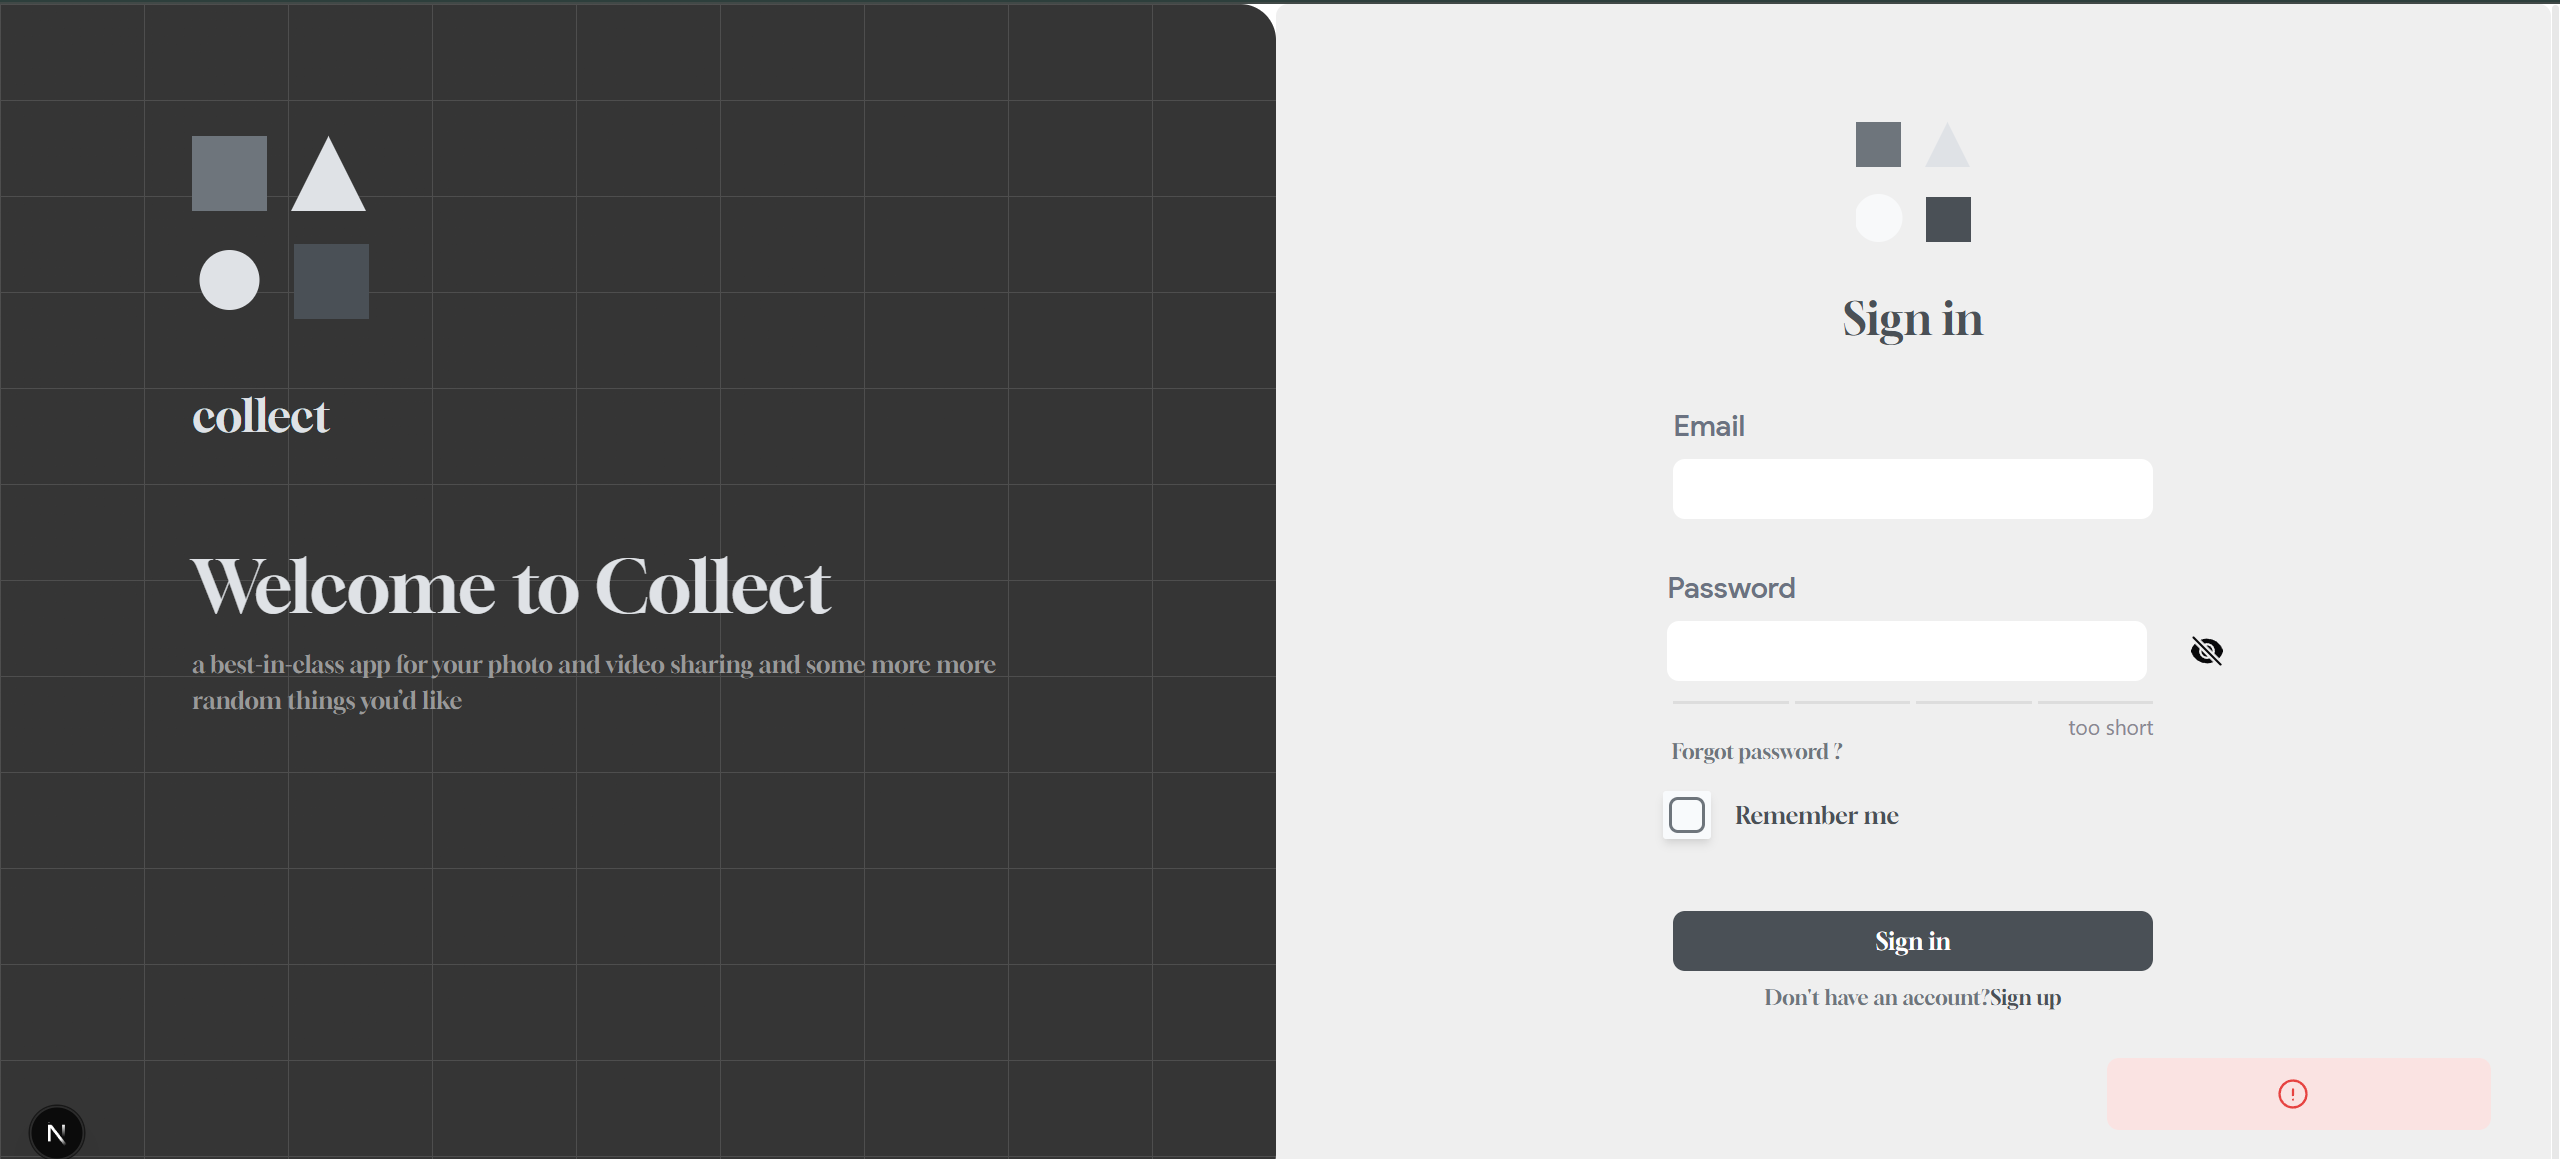 collect
Welcome to Collect
a best-in-class app for your photo and video sharing and some more more
random things you'd like
N
Sign in
Email
Password
too short
Forgot password ?
Remember me
Sign in
Don't have an account?Sign up